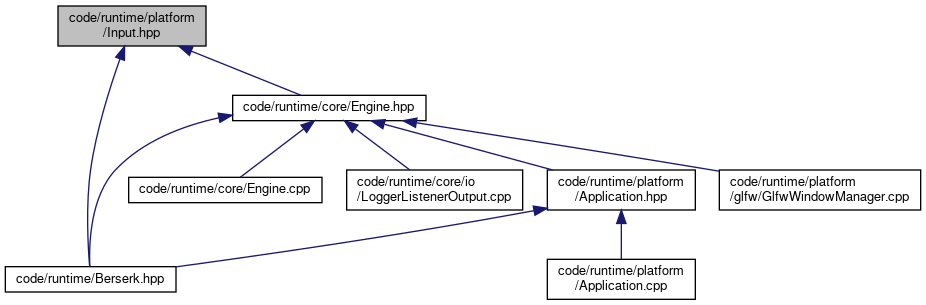 code/runtime/platform
/Input.hpp
code/runtime/core/Engine.hpp
code/runtime/core/Engine.cpp
code/runtime/core/io
/LoggerListenerOutput.cpp
code/runtime/platform
/Application.hpp
code/runtime/platform
/glfw/GlfwWindowManager.cpp
code/runtime/Berserk.hpp
code/runtime/platform
/Application.cpp